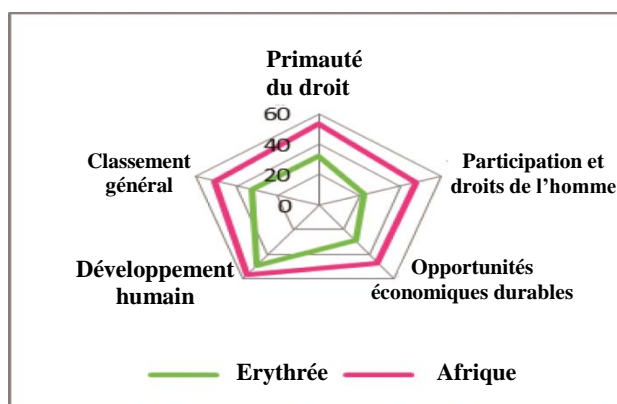 Primauté
du droit
60
40
20
0
Classement
général
Participation et
droits de l’homme
Développement
humain
Opportunités
économiques durables
Erythrée
Afrique